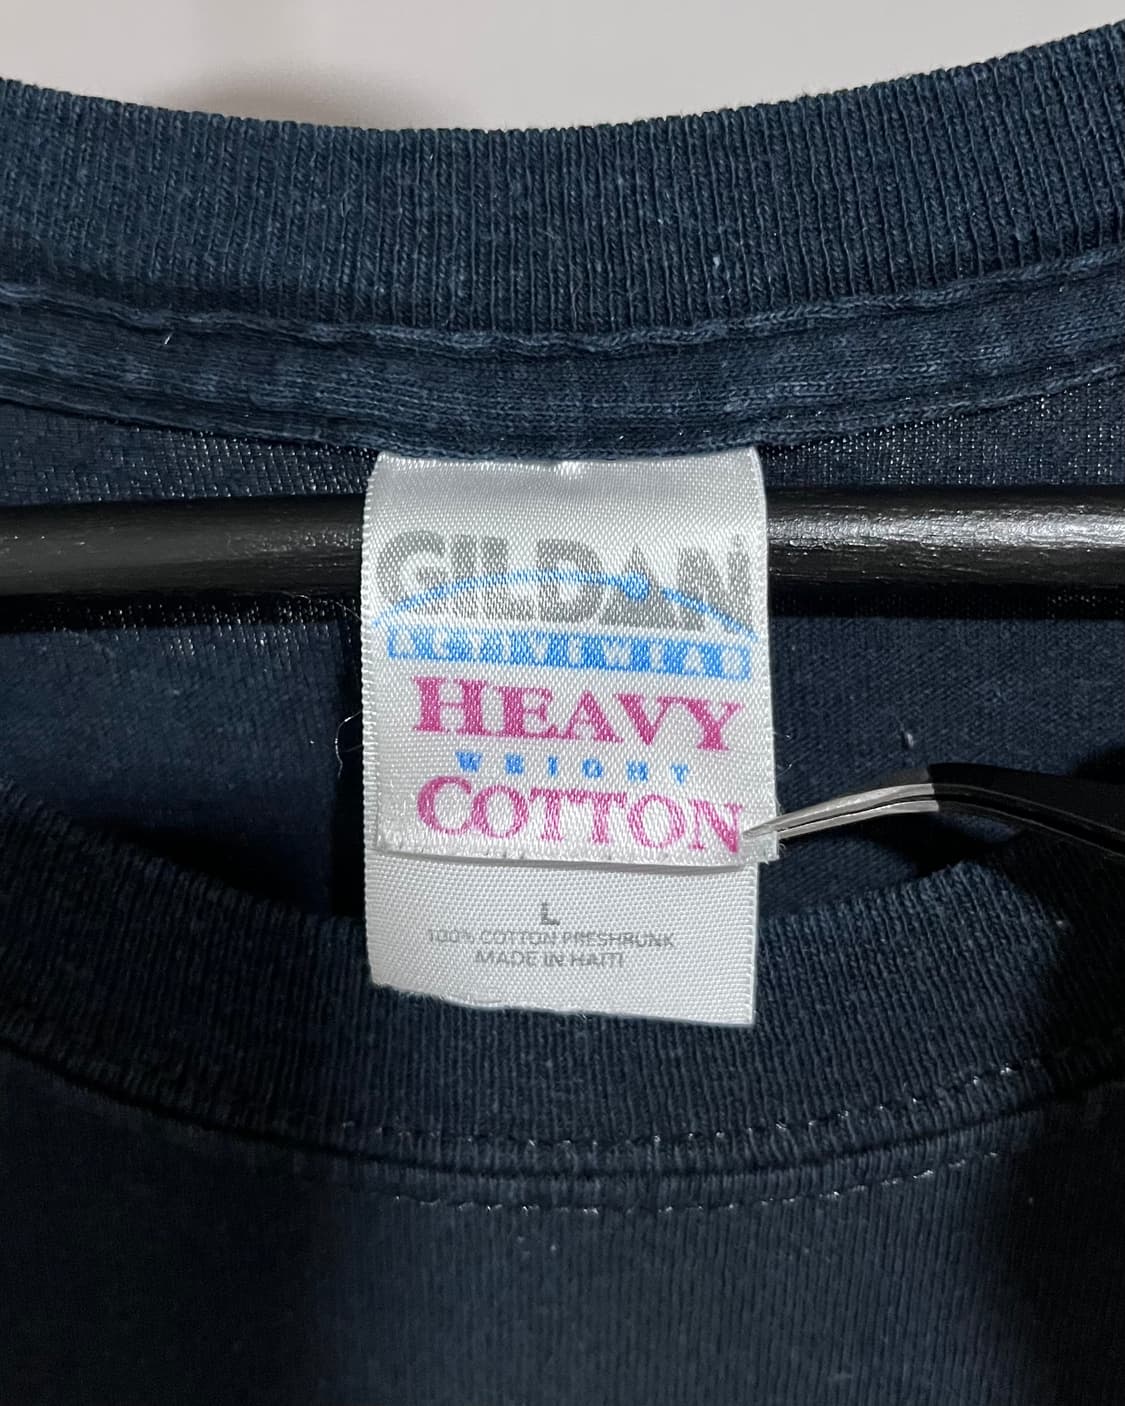 GILDAN
HEAVY
WEIGHT
COTTON
L
100% COTTON PRESHRUNK
MADE IN HAITI